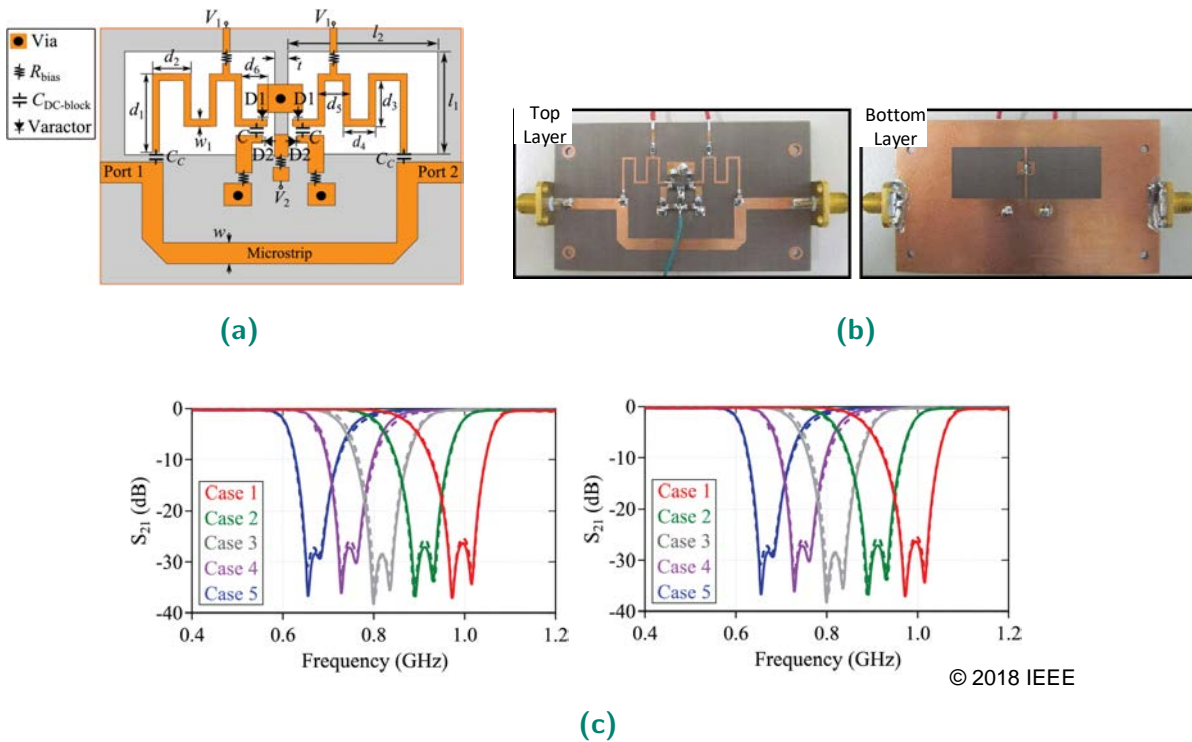 Via
R_bias
C_DC-block
Varactor
V_1 V_1
l_2
d_2 d_6 t
d_1 D1 D1 d_5 d_3 l_1
w_1 C C d_4
C_C D2 D2 C_C
Port 1 Port 2
V_2
w
Microstrip
(a)
Top
Layer
Bottom
Layer
(b)
S_21 (dB)
0
-10
-20
-30
-40
Case 1
Case 2
Case 3
Case 4
Case 5
0.4 0.6 0.8 1.0 1.2
Frequency (GHz)
S_21 (dB)
0
-10
-20
-30
-40
Case 1
Case 2
Case 3
Case 4
Case 5
0.4 0.6 0.8 1.0 1.2
Frequency (GHz)
© 2018 IEEE
(c)